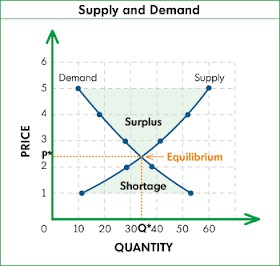 Supply and Demand
6
Demand
Supply
5
4
Surplus
3
P*
Equilibrium
2
Shortage
1
PRICE
10 20 30 Q* 40 50 60
QUANTITY